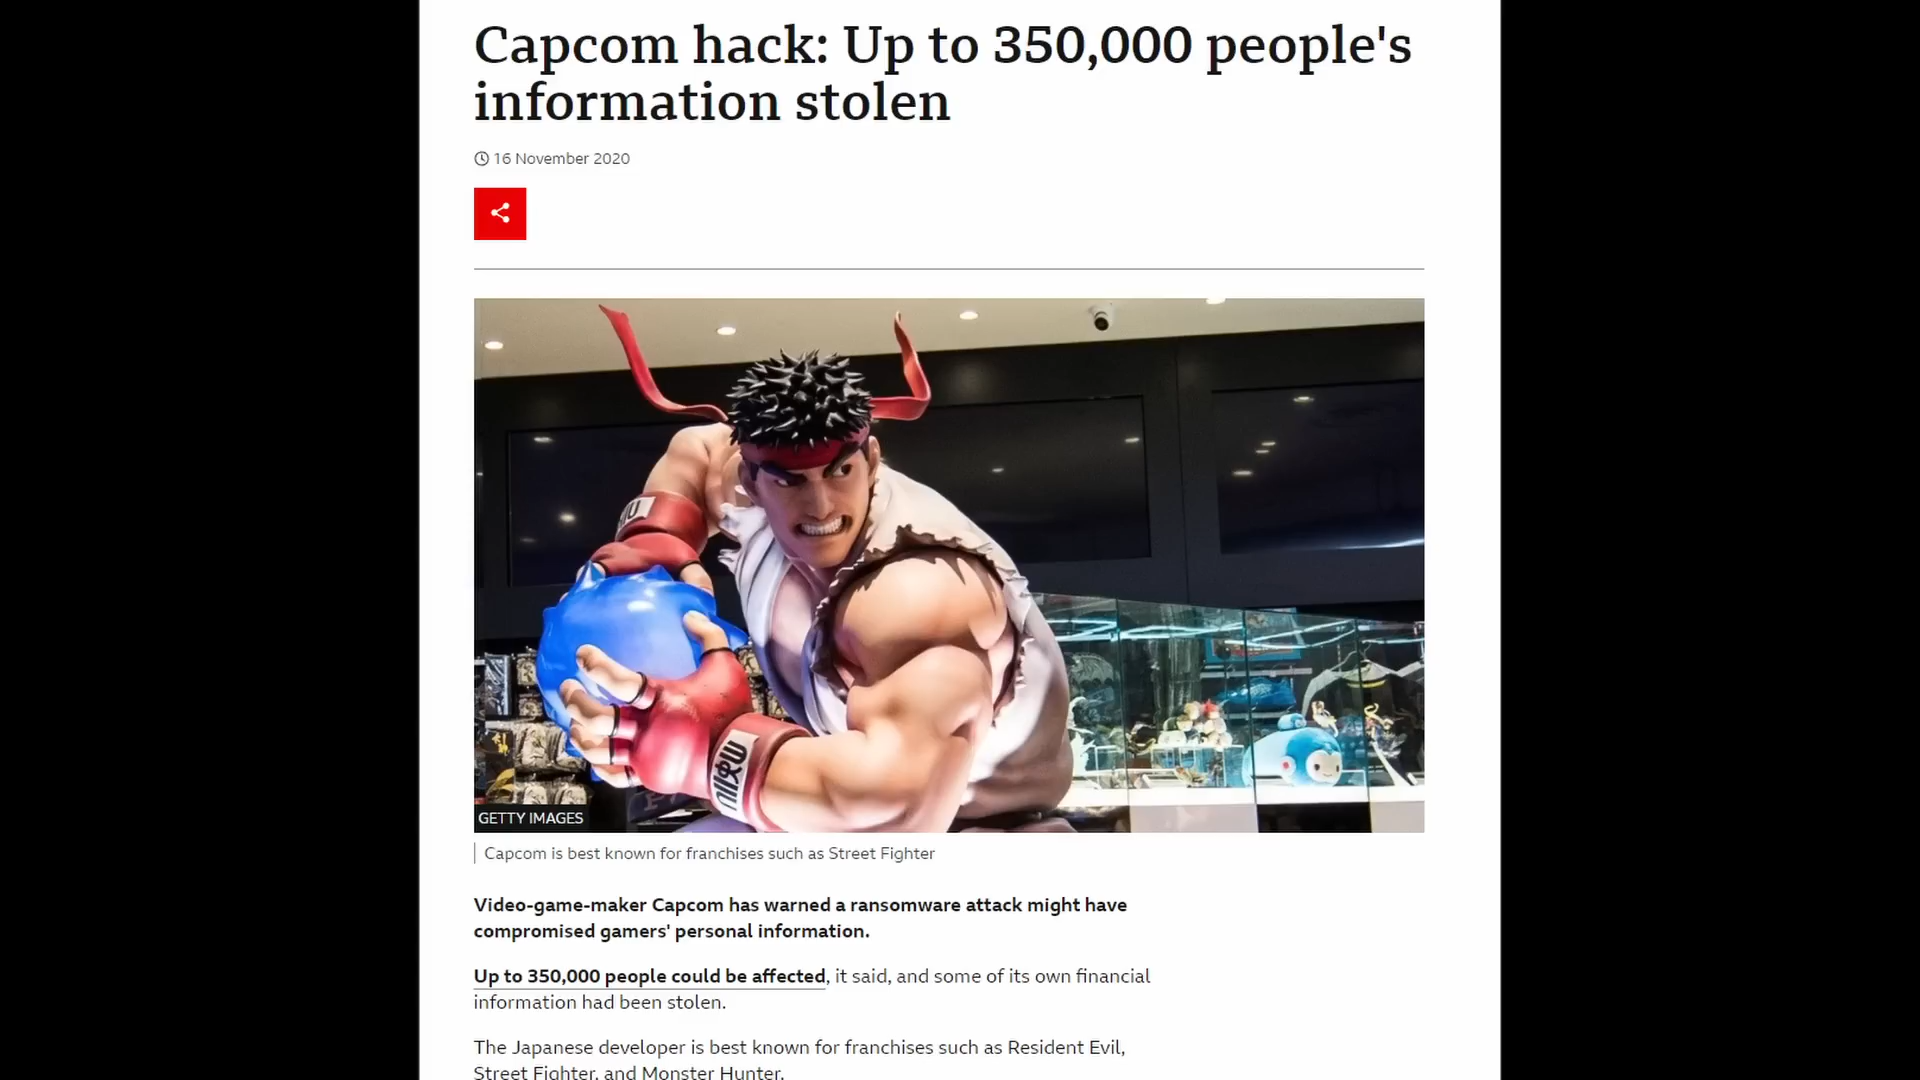 Capcom hack: Up to 350,000 people's
information stolen
16 November 2020
GETTY IMAGES
Capcom is best known for franchises such as Street Fighter
Video-game-maker Capcom has warned a ransomware attack might have
compromised gamers' personal information.
Up to 350,000 people could be affected, it said, and some of its own financial
information had been stolen.
The Japanese developer is best known for franchises such as Resident Evil,
Street Fighter, and Monster Hunter.